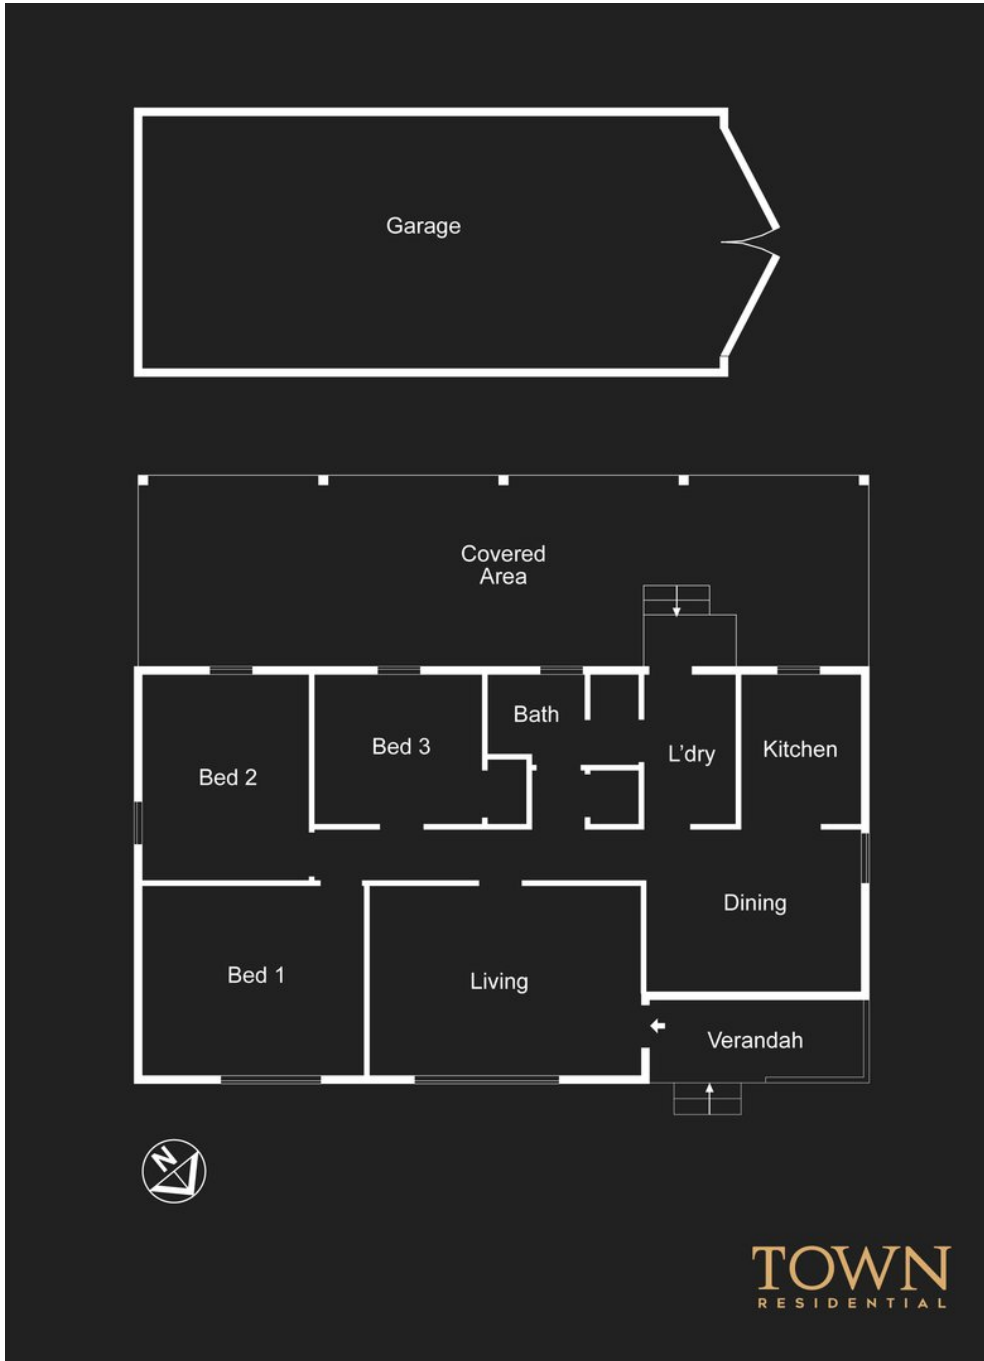 Garage
Covered
Area
Bath
Bed 3
Kitchen
L'dry
Bed 2
Dining
Bed 1
Living
Verandah
N
TOWN
RESIDENTIAL